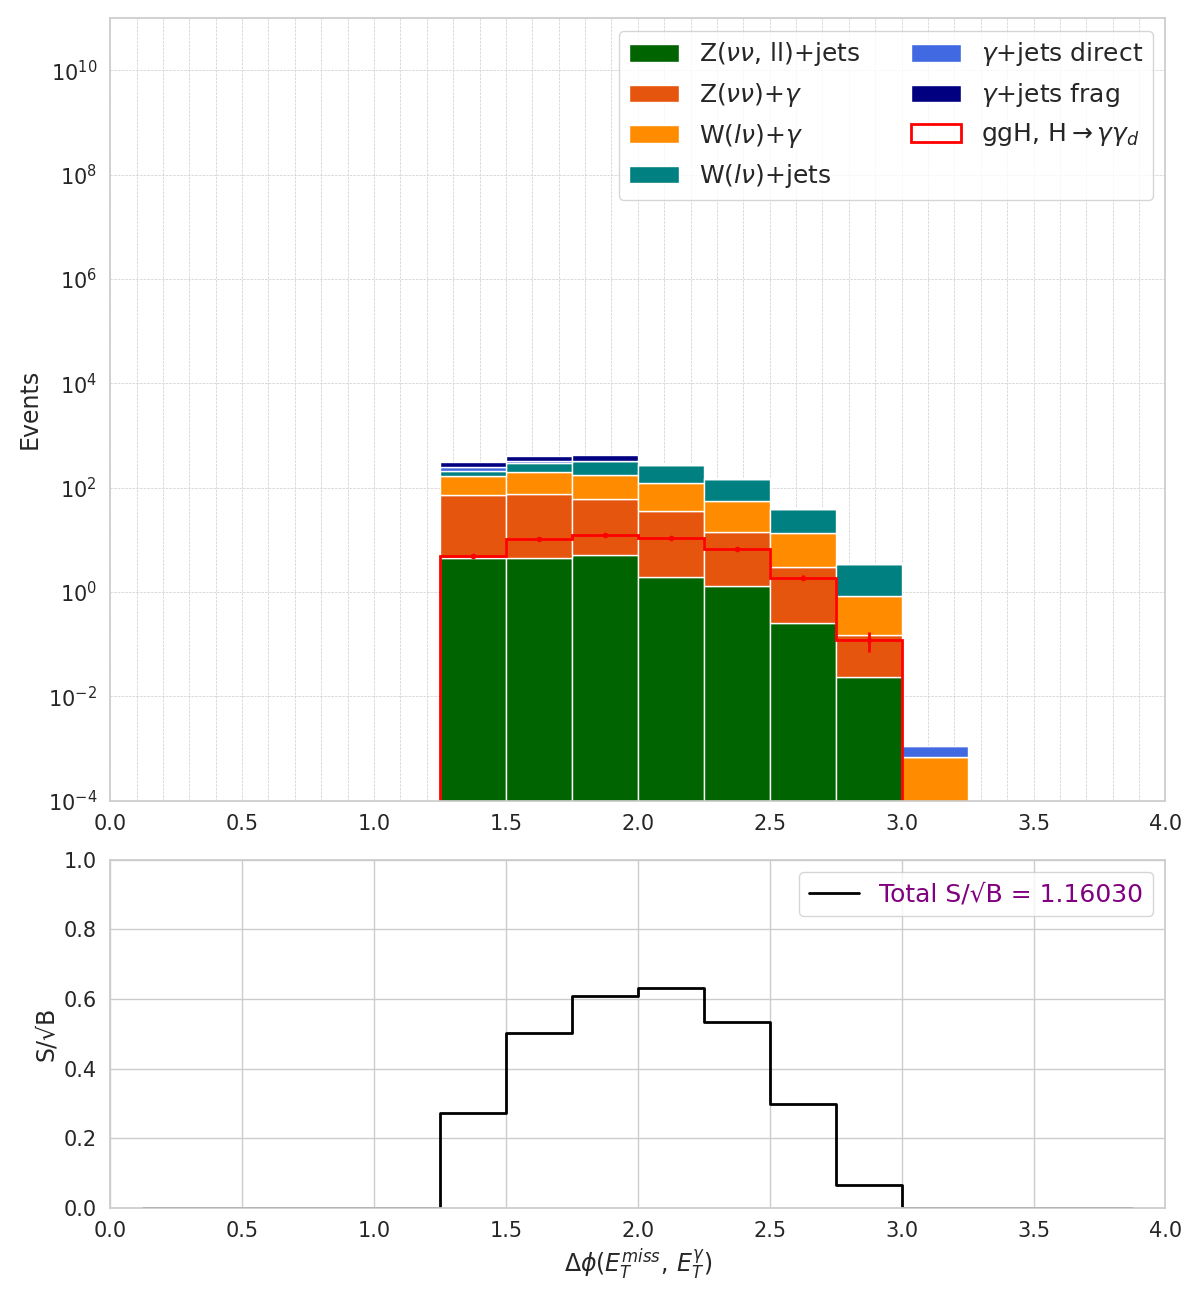 Z(νν, ll)+jets
Z(νν)+γ
W(lν)+γ
W(lν)+jets
γ+jets direct
γ+jets frag
ggH, H→γγ_d
10^10
10^8
10^6
10^4
10^2
10^0
10^−2
10^−4
Events
0.0 0.5 1.0 1.5 2.0 2.5 3.0 3.5 4.0
Total S/√B = 1.16030
1.0
0.8
0.6
0.4
0.2
0.0
S/√B
0.0 0.5 1.0 1.5 2.0 2.5 3.0 3.5 4.0
Δϕ(E_T^miss, E_T^γ)